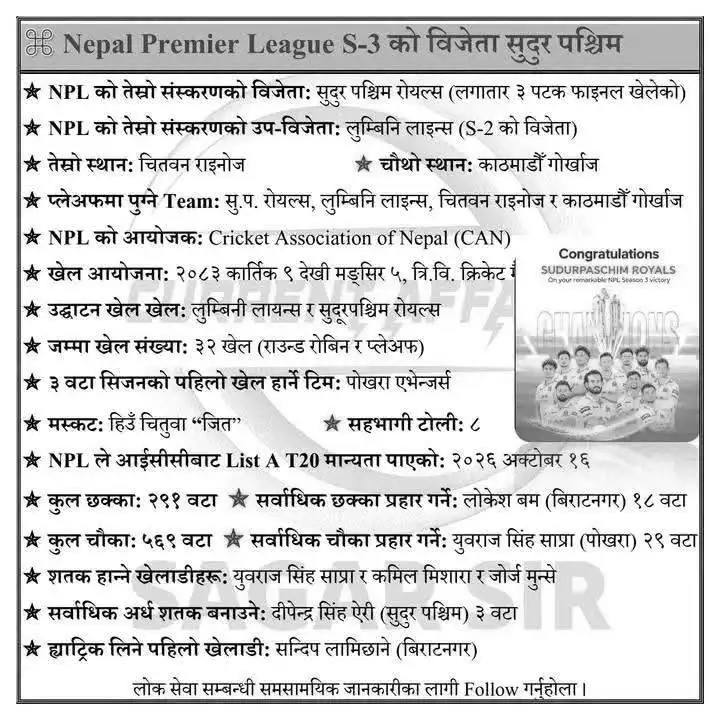 ⌘ Nepal Premier League S-3 को विजेता सुदुर पश्चिम
★ NPL को तेस्रो संस्करणको विजेता: सुदुर पश्चिम रोयल्स (लगातार ३ पटक फाइनल खेलेको)
★ NPL को तेस्रो संस्करणको उप-विजेता: लुम्बिनि लाइन्स (S-2 को विजेता)
★ तेस्रो स्थान: चितवन राइनोज ★ चौथो स्थान: काठमाडौँ गोर्खाज
★ प्लेअफमा पुग्ने Team: सु.प. रोयल्स, लुम्बिनि लाइन्स, चितवन राइनोज र काठमाडौँ गोर्खाज
★ NPL को आयोजक: Cricket Association of Nepal (CAN)
★ खेल आयोजना: २०८३ कार्तिक ९ देखी मङ्सिर ५, त्रि.वि. क्रिकेट
★ उद्घाटन खेल खेल: लुम्बिनी लायन्स र सुदूरपश्चिम रोयल्स
★ जम्मा खेल संख्या: ३२ खेल (राउन्ड रोबिन र प्लेअफ)
★ ३ वटा सिजनको पहिलो खेल हार्ने टिम: पोखरा एभेन्जर्स
★ मस्कट: हिउँ चितुवा “जित” ★ सहभागी टोली: ८
Congratulations
SUDURPASCHIM ROYALS
On your remarkable NPL Season 3 victory
CHAMPIONS
★ NPL ले आईसीसीबाट List A T20 मान्यता पाएको: २०२६ अक्टोबर १६
★ कुल छक्का: २९१ वटा ★ सर्वाधिक छक्का प्रहार गर्ने: लोकेश बम (बिराटनगर) १८ वटा
★ कुल चौका: ५६९ वटा ★ सर्वाधिक चौका प्रहार गर्ने: युवराज सिंह साप्रा (पोखरा) २९ वटा
★ शतक हान्ने खेलाडीहरू: युवराज सिंह साप्रा र कमिल मिशारा र जोर्ज मुन्से
★ सर्वाधिक अर्ध शतक बनाउने: दीपेन्द्र सिंह ऐरी (सुदुर पश्चिम) ३ वटा
★ ह्याट्रिक लिने पहिलो खेलाडी: सन्दिप लामिछाने (बिराटनगर)
लोक सेवा सम्बन्धी समसामयिक जानकारीका लागी Follow गर्नुहोला।
CURRENT AFFA
SAGAR SIR